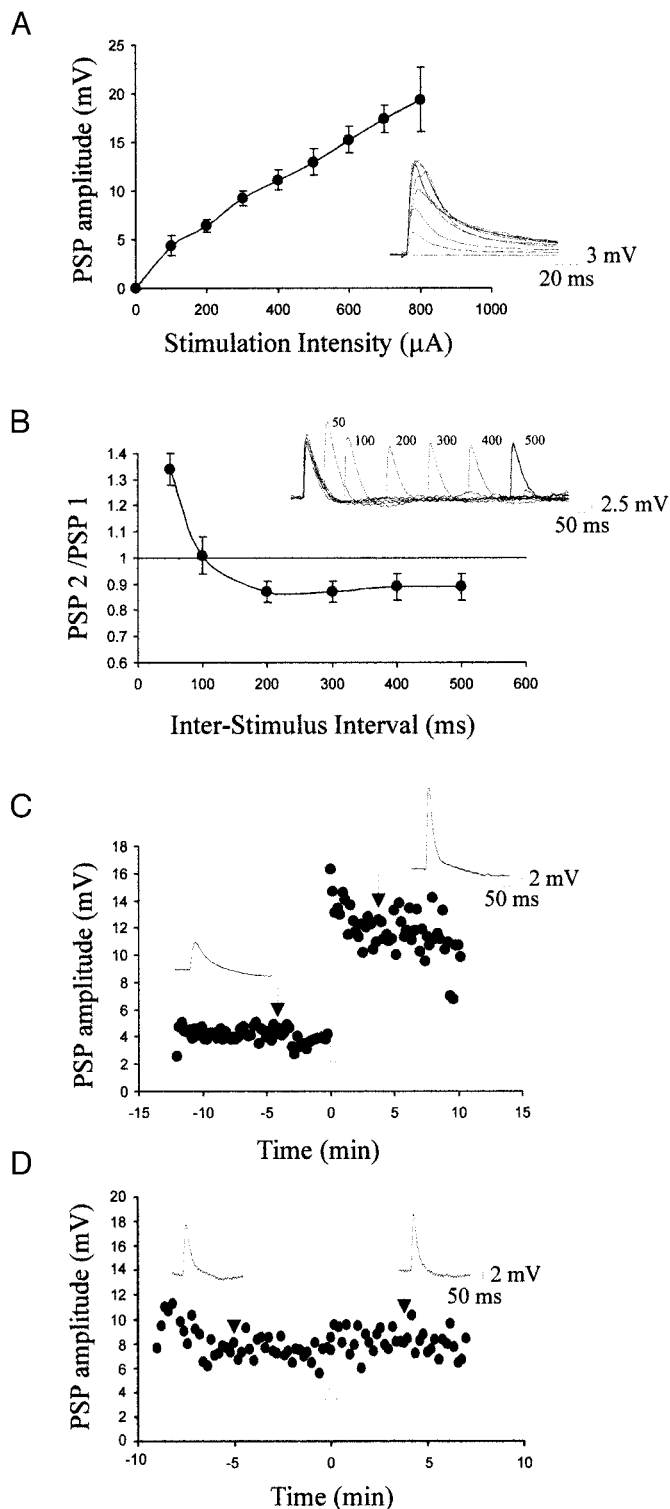 A
PSP amplitude (mV)
25
20
15
10
5
0
0 200 400 600 800 1000
Stimulation Intensity (µA)
3 mV
20 ms
B
PSP 2 /PSP 1
1.4
1.3
1.2
1.1
1
0.9
0.8
0.7
0.6
0 100 200 300 400 500 600
Inter-Stimulus Interval (ms)
50 100 200 300 400 500
2.5 mV
50 ms
C
PSP amplitude (mV)
18
16
14
12
10
8
6
4
2
0
-15 -10 -5 0 5 10 15
Time (min)
2 mV
50 ms
D
PSP amplitude (mV)
20
18
16
14
12
10
8
6
4
2
0
-10 -5 0 5 10
Time (min)
2 mV
50 ms